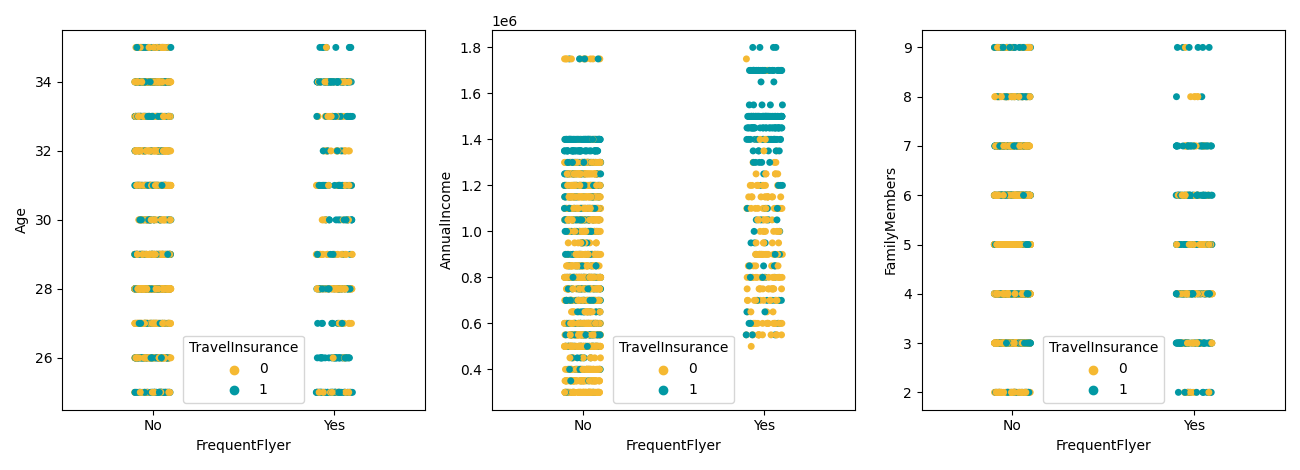 Age
34
32
30
28
26
TravelInsurance
0
1
No
Yes
FrequentFlyer
1e6
AnnualIncome
1.8
1.6
1.4
1.2
1.0
0.8
0.6
0.4
TravelInsurance
0
1
No
Yes
FrequentFlyer
FamilyMembers
9
8
7
6
5
4
3
2
TravelInsurance
0
1
No
Yes
FrequentFlyer